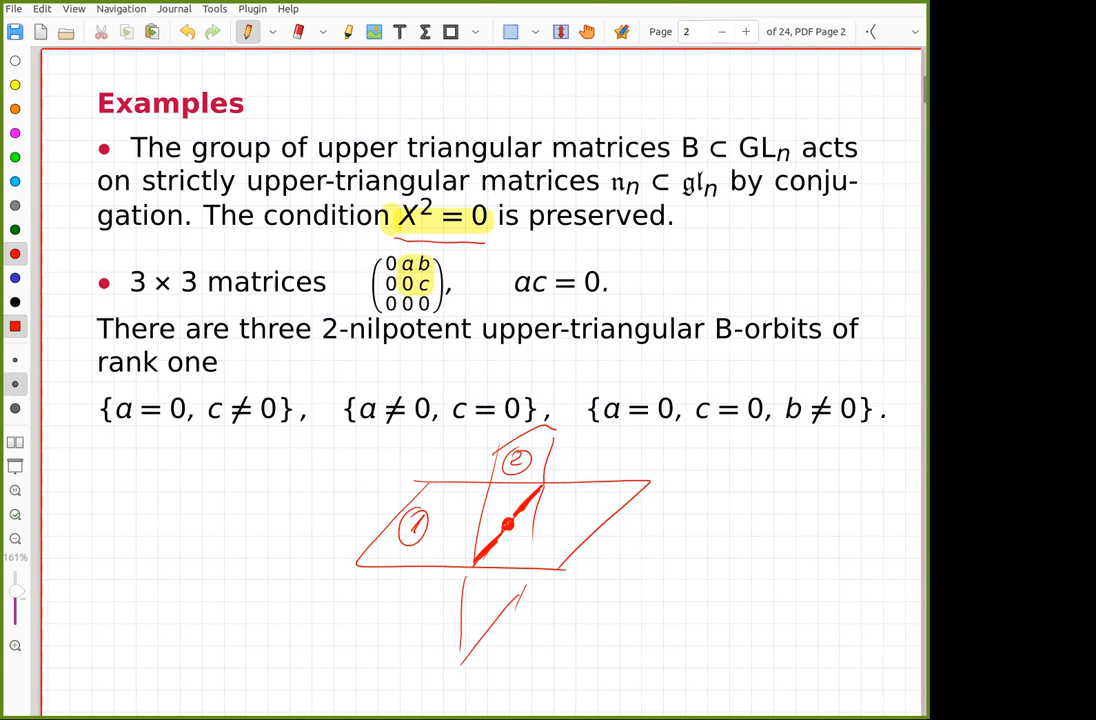 File Edit View Navigation Journal Tools Plugin Help
Page 2 − + of 24, PDF Page 2
Examples
• The group of upper triangular matrices B ⊂ GLₙ acts
on strictly upper-triangular matrices 𝔫ₙ ⊂ 𝔤𝔩ₙ by conju-
gation. The condition X² = 0 is preserved.
• 3 × 3 matrices (0 a b
0 0 c
0 0 0), ac = 0.
There are three 2-nilpotent upper-triangular B-orbits of
rank one
{a = 0, c ≠ 0}, {a ≠ 0, c = 0}, {a = 0, c = 0, b ≠ 0}.
②
①
161%